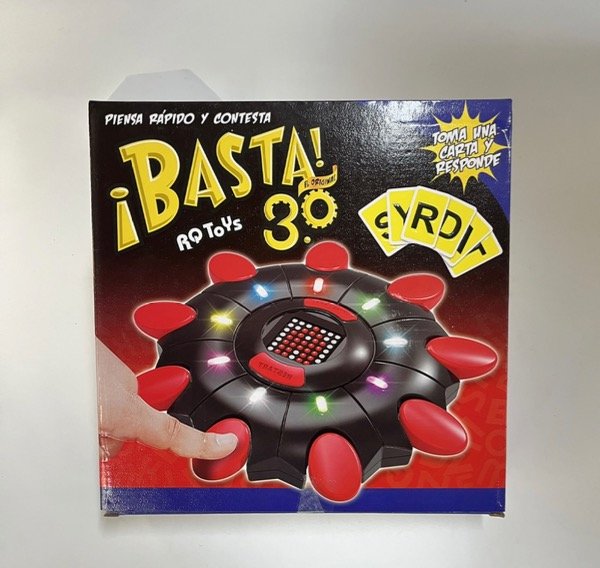 PIENSA RÁPIDO Y CONTESTA
¡BASTA!
EL ORIGINAL
3.0
RQ TOYS
TOMA UNA
CARTA Y
RESPONDE
S Y R D I T